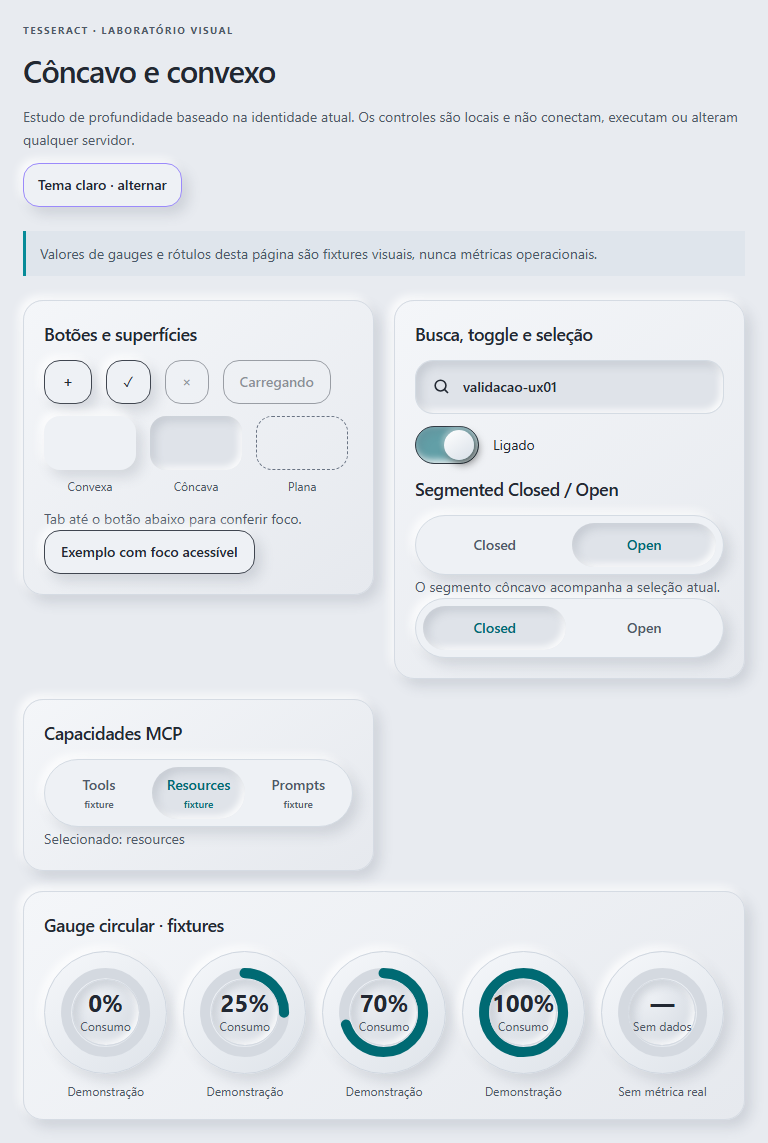 TESSERACT · LABORATÓRIO VISUAL
Côncavo e convexo
Estudo de profundidade baseado na identidade atual. Os controles são locais e não conectam, executam ou alteram
qualquer servidor.
Tema claro · alternar
Valores de gauges e rótulos desta página são fixtures visuais, nunca métricas operacionais.
Botões e superfícies
+ ✓ × Carregando
Convexa Côncava Plana
Tab até o botão abaixo para conferir foco.
Exemplo com foco acessível
Busca, toggle e seleção
validacao-ux01
Ligado
Segmented Closed / Open
Closed Open
O segmento côncavo acompanha a seleção atual.
Closed Open
Capacidades MCP
Tools Resources Prompts
fixture fixture fixture
Selecionado: resources
Gauge circular · fixtures
0% 25% 70% 100% —
Consumo Consumo Consumo Consumo Sem dados
Demonstração Demonstração Demonstração Demonstração Sem métrica real